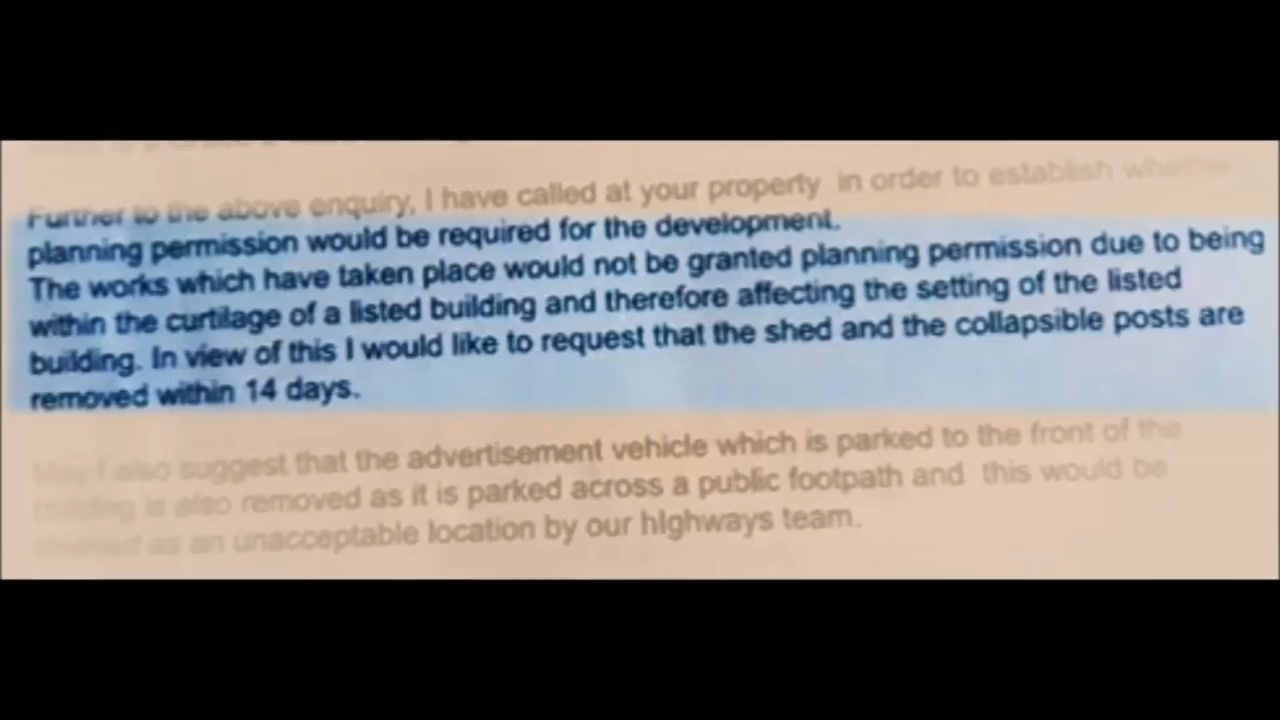 Further to the above enquiry, I have called at your property in order to establish whether
planning permission would be required for the development.
The works which have taken place would not be granted planning permission due to being
within the curtilage of a listed building and therefore affecting the setting of the listed
building. In view of this I would like to request that the shed and the collapsible posts are
removed within 14 days.
May I also suggest that the advertisement vehicle which is parked to the front of the
building is also removed as it is parked across a public footpath and this would be
as an unacceptable location by our highways team.